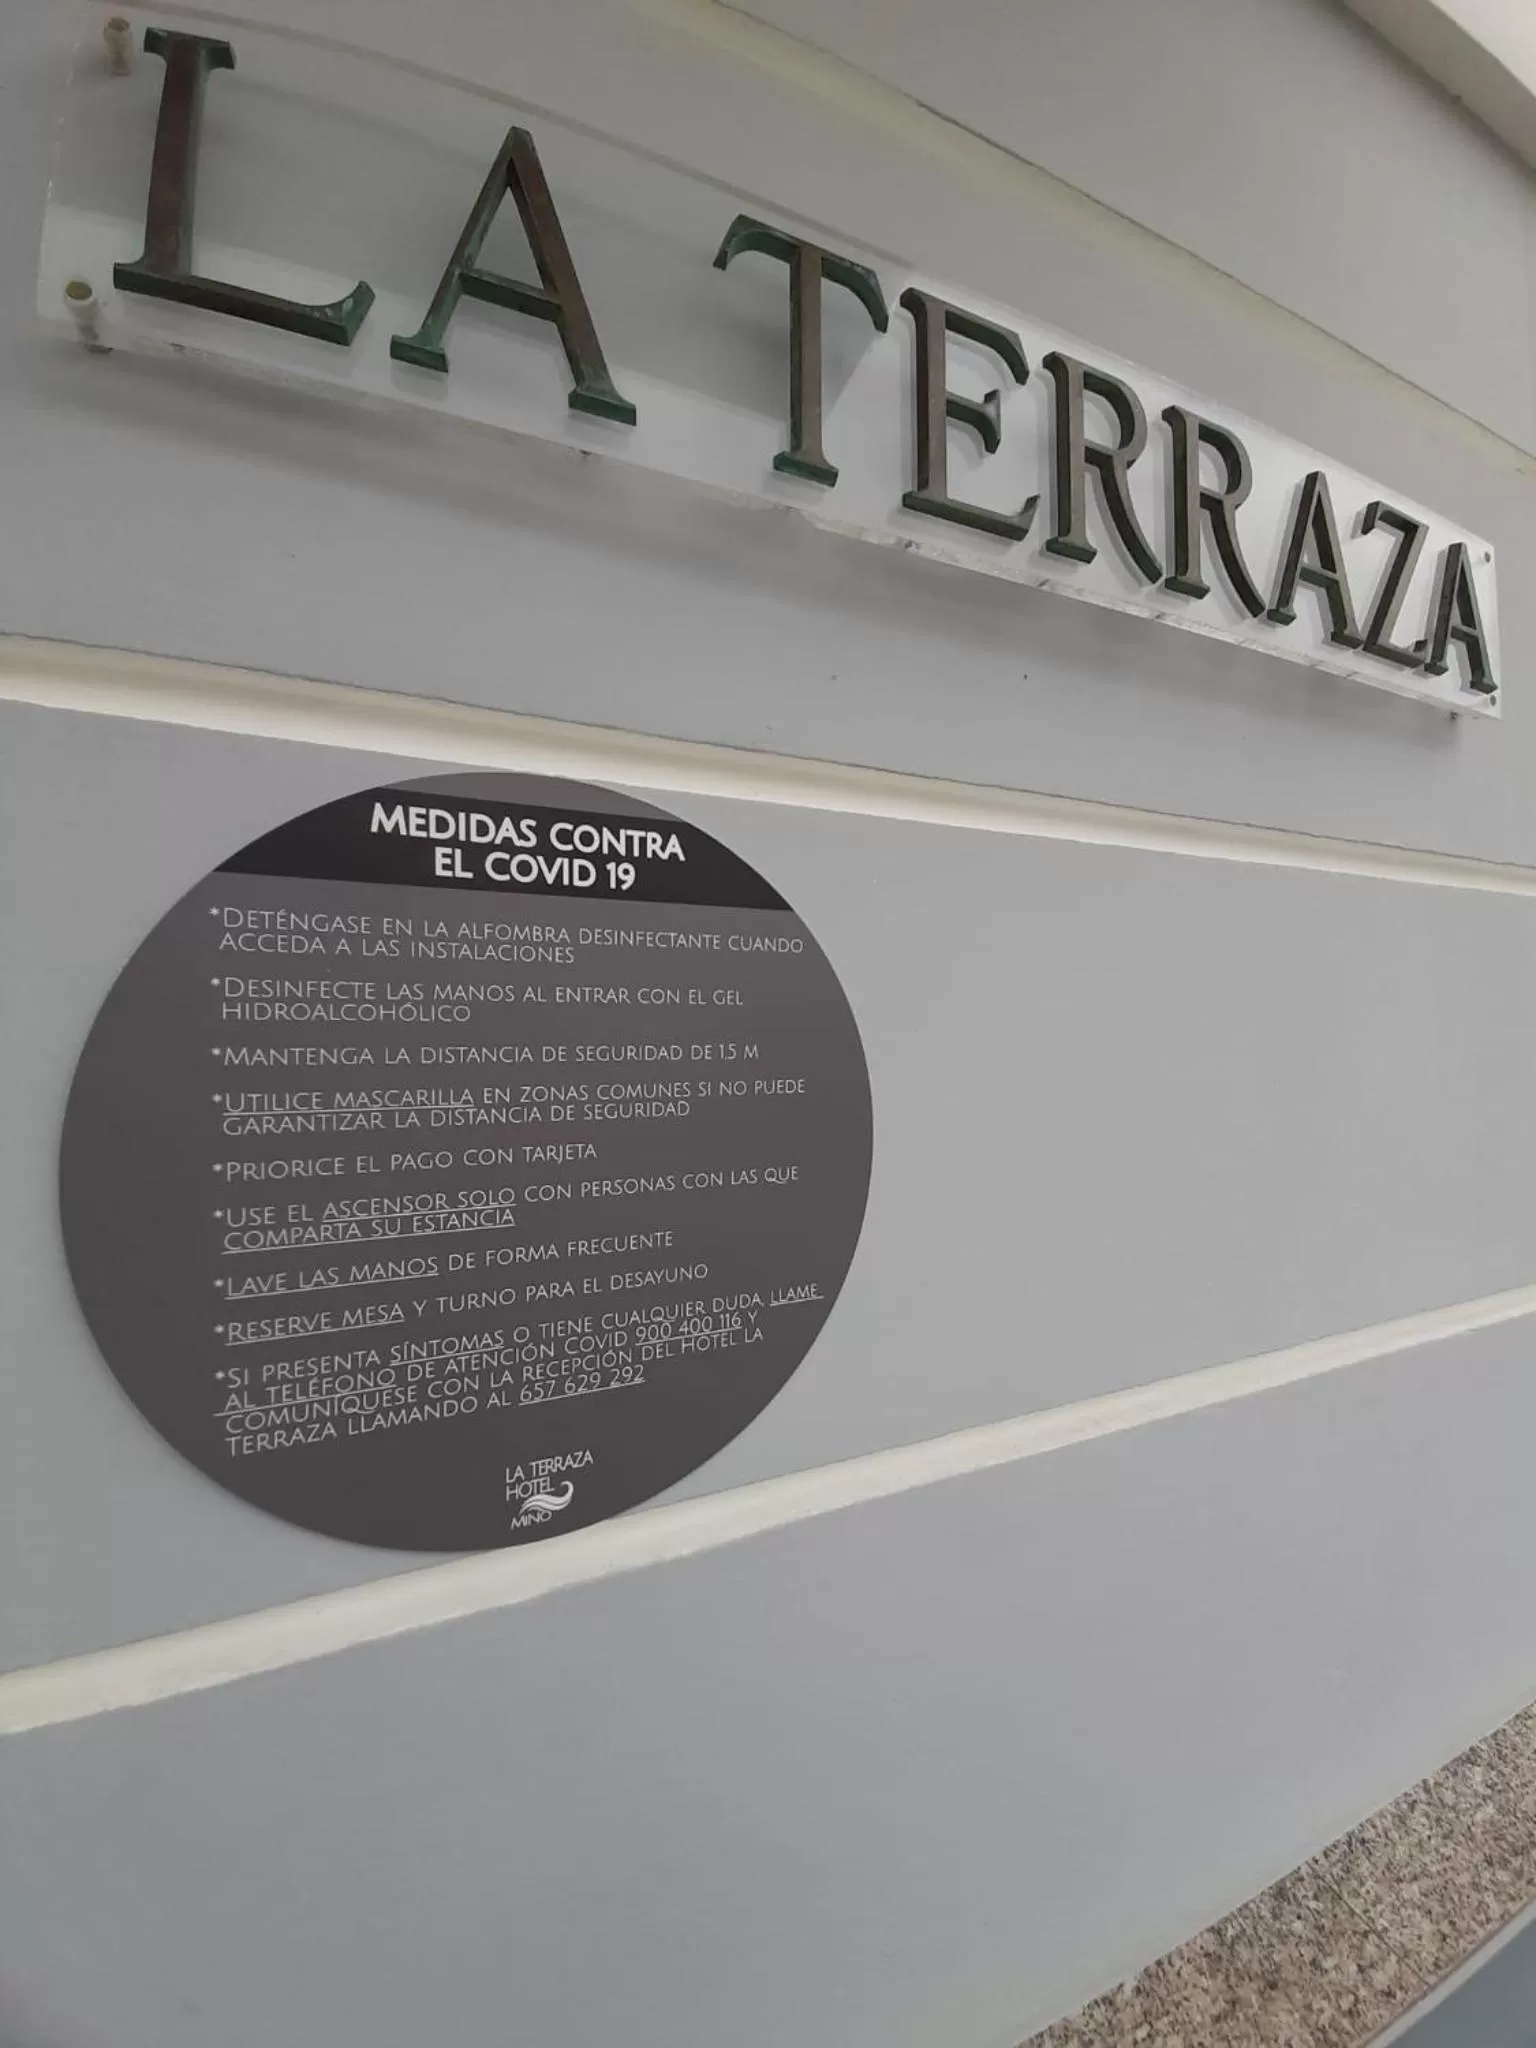 LA TERRAZA
MEDIDAS CONTRA
EL COVID 19
*DETÉNGASE EN LA ALFOMBRA DESINFECTANTE CUANDO
ACCEDA A LAS INSTALACIONES
*DESINFECTE LAS MANOS AL ENTRAR CON EL GEL
HIDROALCOHÓLICO
*MANTENGA LA DISTANCIA DE SEGURIDAD DE 1.5 M
*UTILICE MASCARILLA EN ZONAS COMUNES SI NO PUEDE
GARANTIZAR LA DISTANCIA DE SEGURIDAD
*PRIORICE EL PAGO CON TARJETA
*USE EL ASCENSOR SOLO CON PERSONAS CON LAS QUE
COMPARTA SU ESTANCIA
*LAVE LAS MANOS DE FORMA FRECUENTE
*RESERVE MESA Y TURNO PARA EL DESAYUNO
*SI PRESENTA SÍNTOMAS O TIENE CUALQUIER DUDA, LLAME
AL TELÉFONO DE ATENCIÓN COVID 900 400 116 Y
COMUNÍQUESE CON LA RECEPCIÓN DEL HOTEL LA
TERRAZA LLAMANDO AL 657 629 292
LA TERRAZA
HOTEL
MIÑO